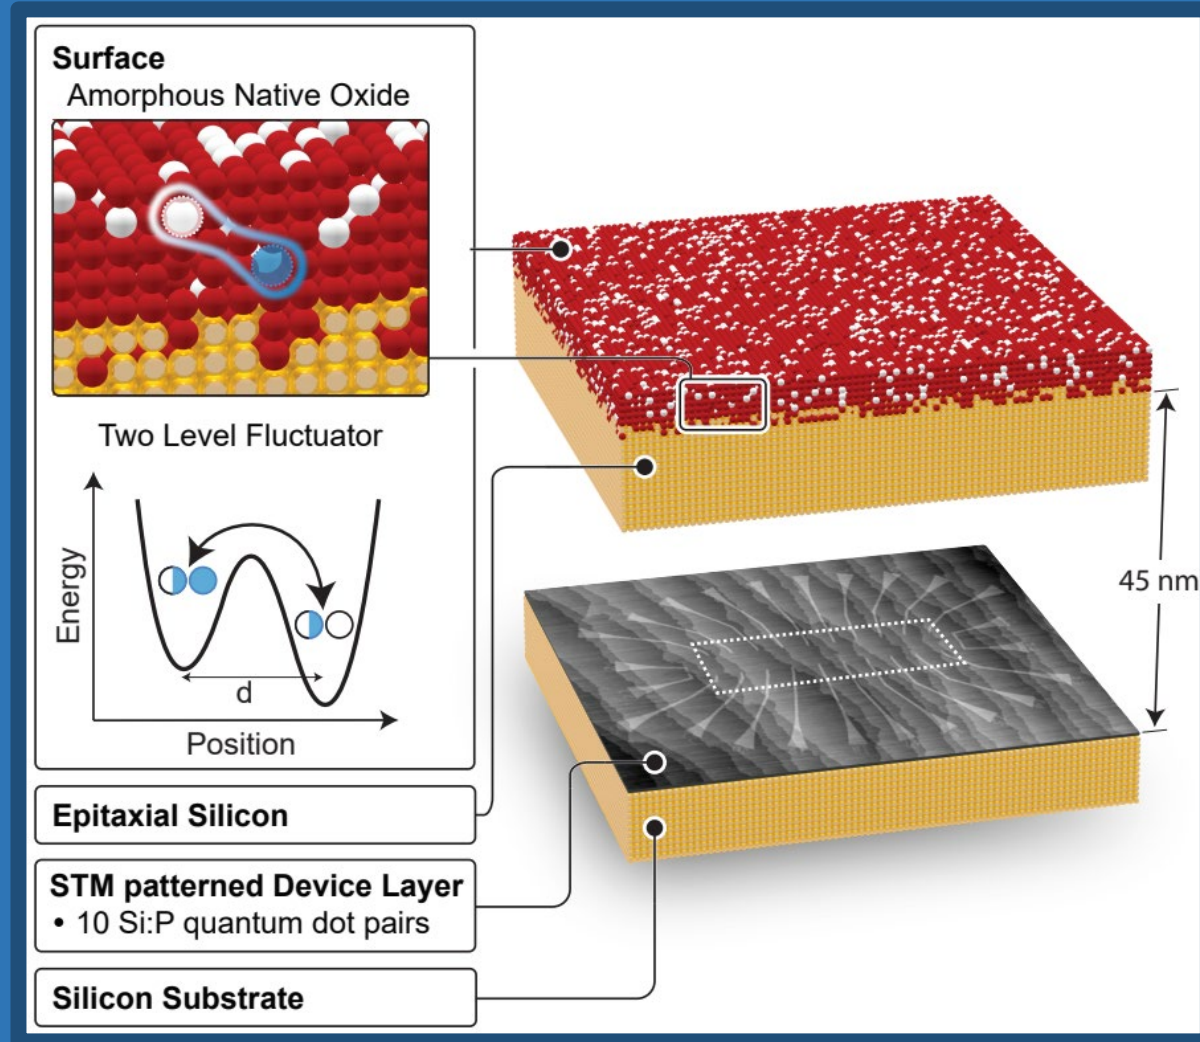 Surface
Amorphous Native Oxide
Two Level Fluctuator
Energy
d
Position
Epitaxial Silicon
STM patterned Device Layer
• 10 Si:P quantum dot pairs
Silicon Substrate
45 nm